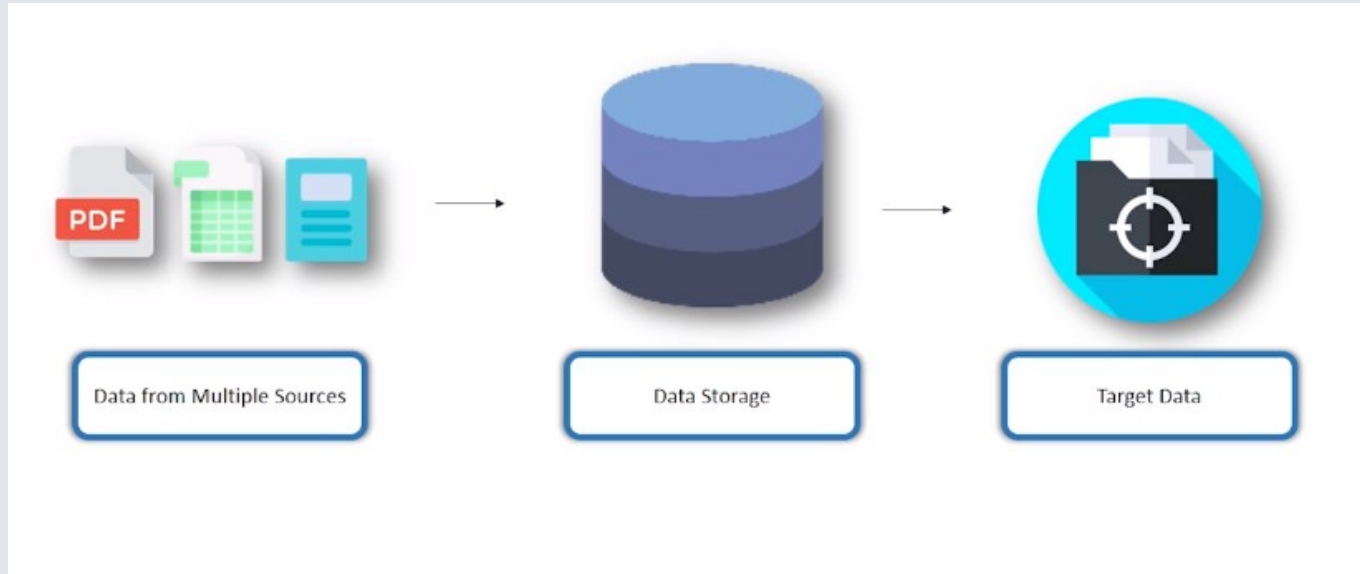 PDF
Data from Multiple Sources
Data Storage
Target Data